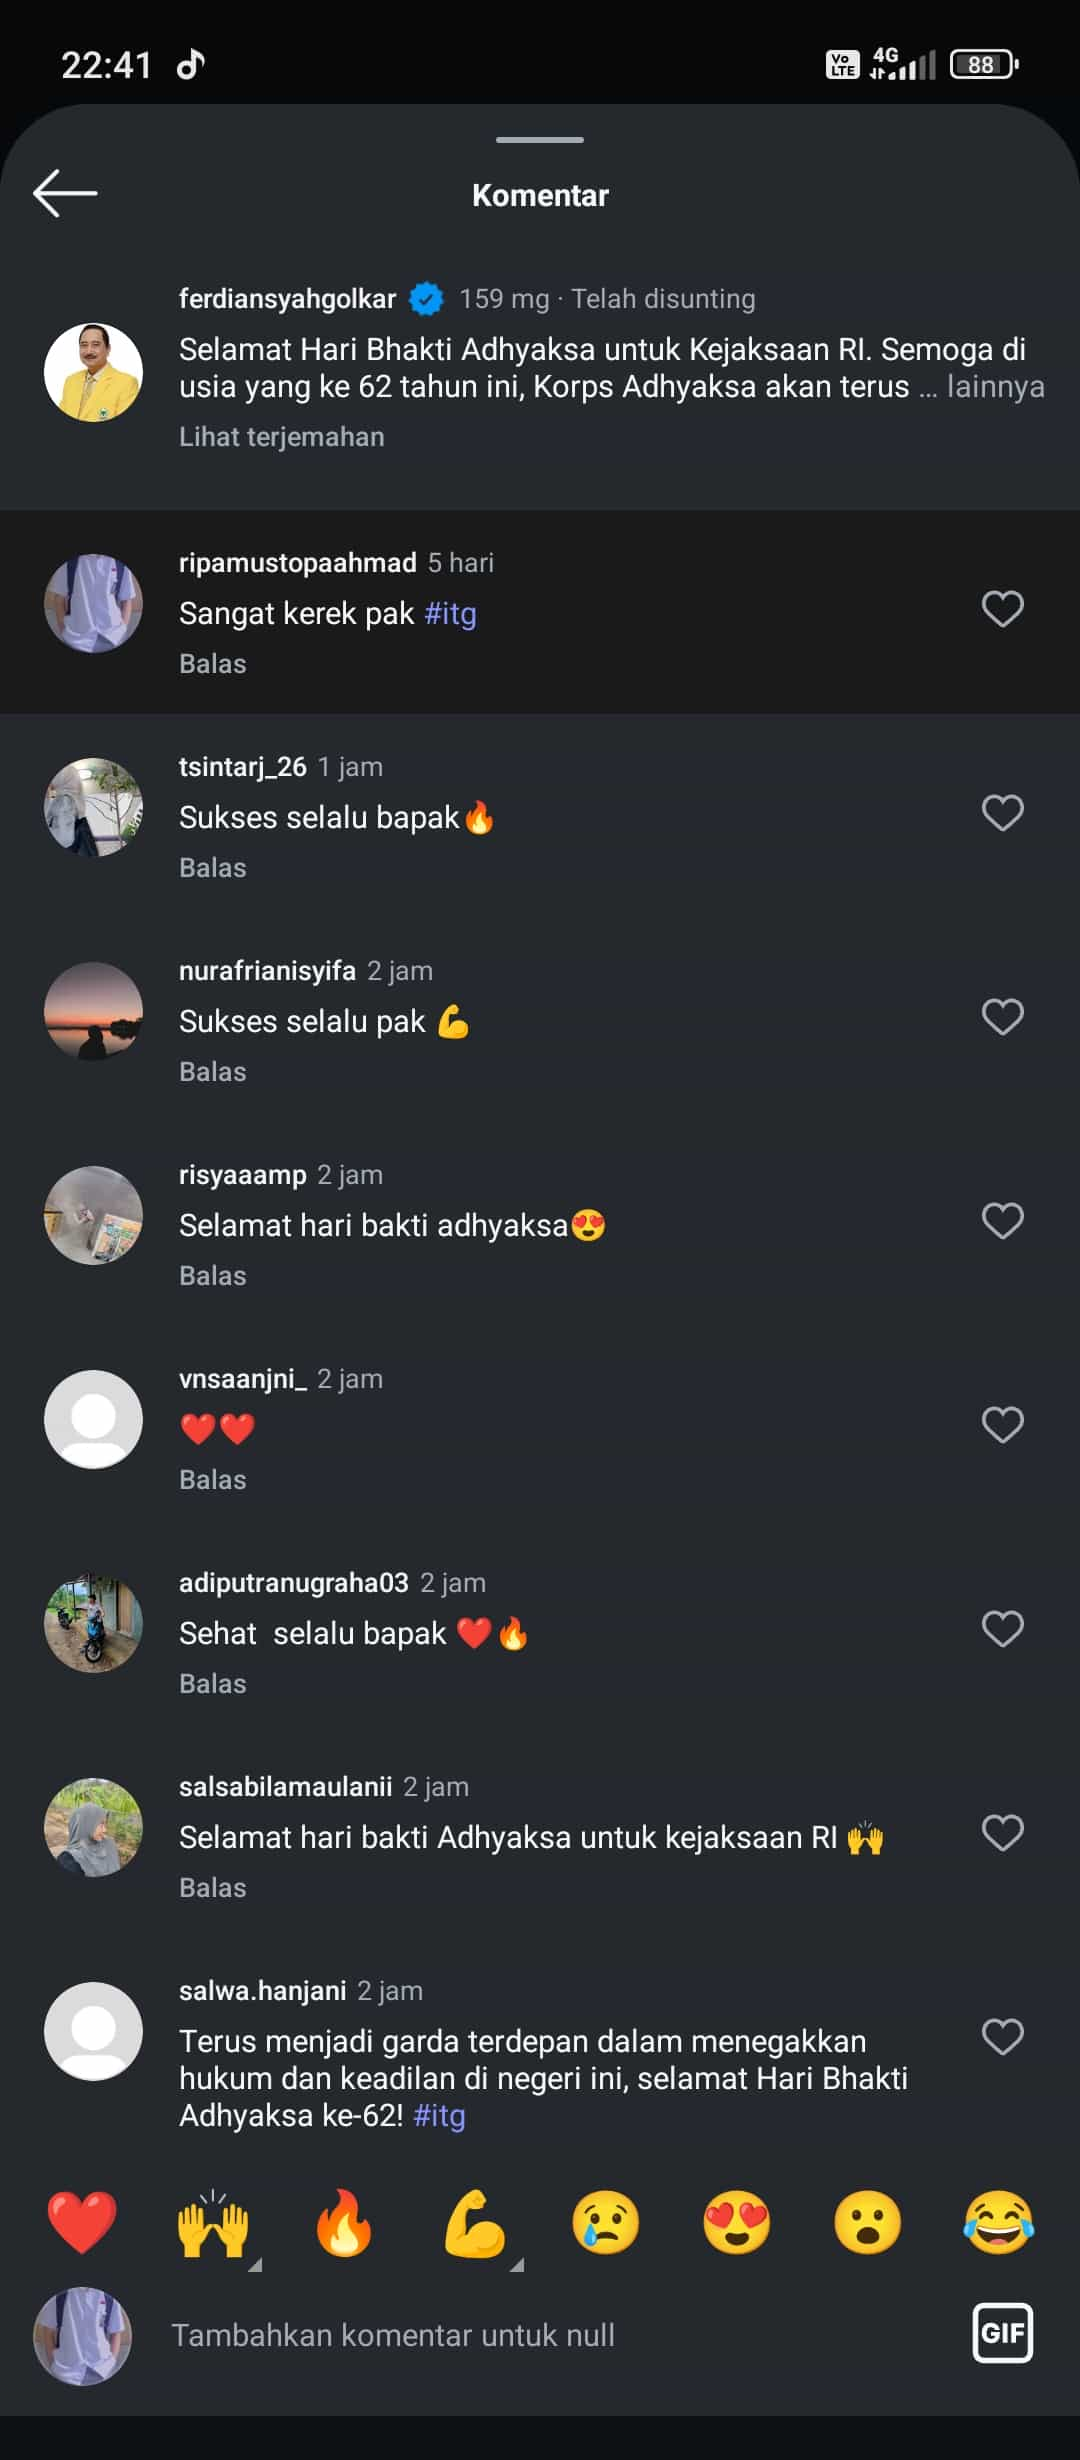 22:41
Vo LTE 4G 88
Komentar
ferdiansyahgolkar 159 mg · Telah disunting
Selamat Hari Bhakti Adhyaksa untuk Kejaksaan RI. Semoga di
usia yang ke 62 tahun ini, Korps Adhyaksa akan terus ... lainnya
Lihat terjemahan
ripamustopaahmad 5 hari
Sangat kerek pak #itg
Balas
tsintarj_26 1 jam
Sukses selalu bapak🔥
Balas
nurafrianisyifa 2 jam
Sukses selalu pak 💪
Balas
risyaaamp 2 jam
Selamat hari bakti adhyaksa😍
Balas
vnsaanjni_ 2 jam
❤️❤️
Balas
adiputranugraha03 2 jam
Sehat  selalu bapak ❤️🔥
Balas
salsabilamaulanii 2 jam
Selamat hari bakti Adhyaksa untuk kejaksaan RI 🙌
Balas
salwa.hanjani 2 jam
Terus menjadi garda terdepan dalam menegakkan
hukum dan keadilan di negeri ini, selamat Hari Bhakti
Adhyaksa ke-62! #itg
❤️ 🙌 🔥 💪 😢 😍 😮 😂
Tambahkan komentar untuk null
GIF